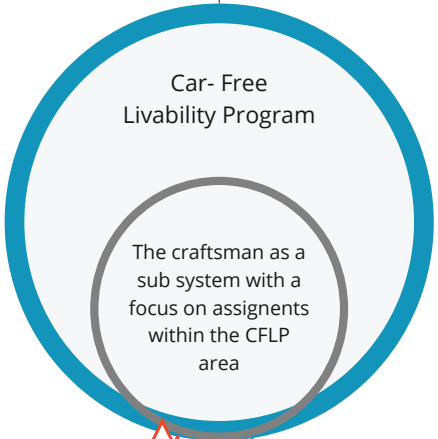 Car- Free
Livability Program
The craftsman as a
sub system with a
focus on assignents
within the CFLP
area